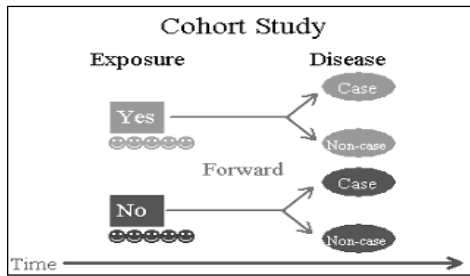 Cohort Study
Exposure Disease
Case
Yes
Non-case
Forward
Case
No
Non-case
Time